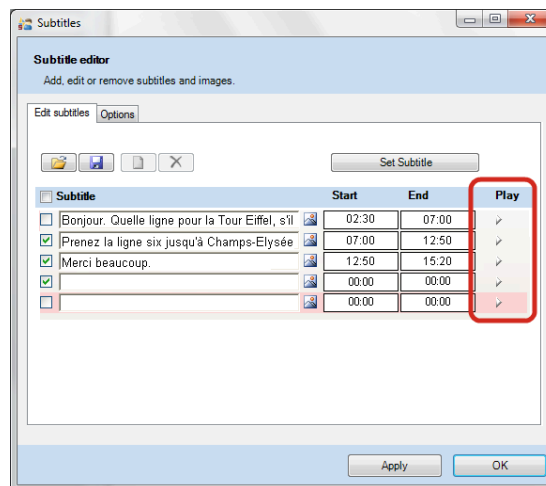 Subtitles
Subtitle editor
Add, edit or remove subtitles and images.
Edit subtitles Options
Set Subtitle
Subtitle Start End Play
Bonjour. Quelle ligne pour la Tour Eiffel, s'il 02:30 07:00
Prenez la ligne six jusqu'à Champs-Elysée 07:00 12:50
Merci beaucoup. 12:50 15:20
00:00 00:00
00:00 00:00
Apply OK